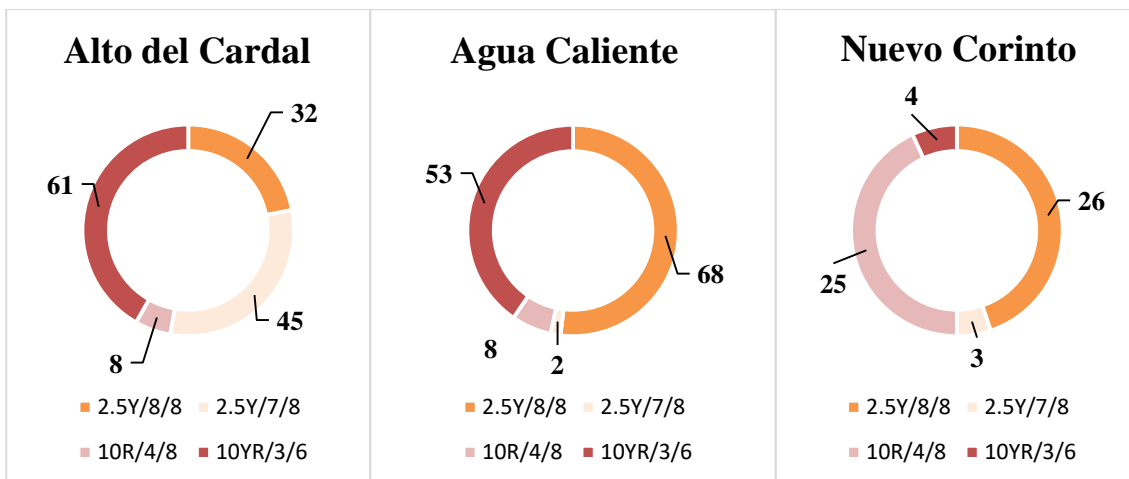 Alto del Cardal
32
61
45
8
2.5Y/8/8 2.5Y/7/8
10R/4/8 10YR/3/6
Agua Caliente
53
68
8
2
2.5Y/8/8 2.5Y/7/8
10R/4/8 10YR/3/6
Nuevo Corinto
4
26
25
3
2.5Y/8/8 2.5Y/7/8
10R/4/8 10YR/3/6